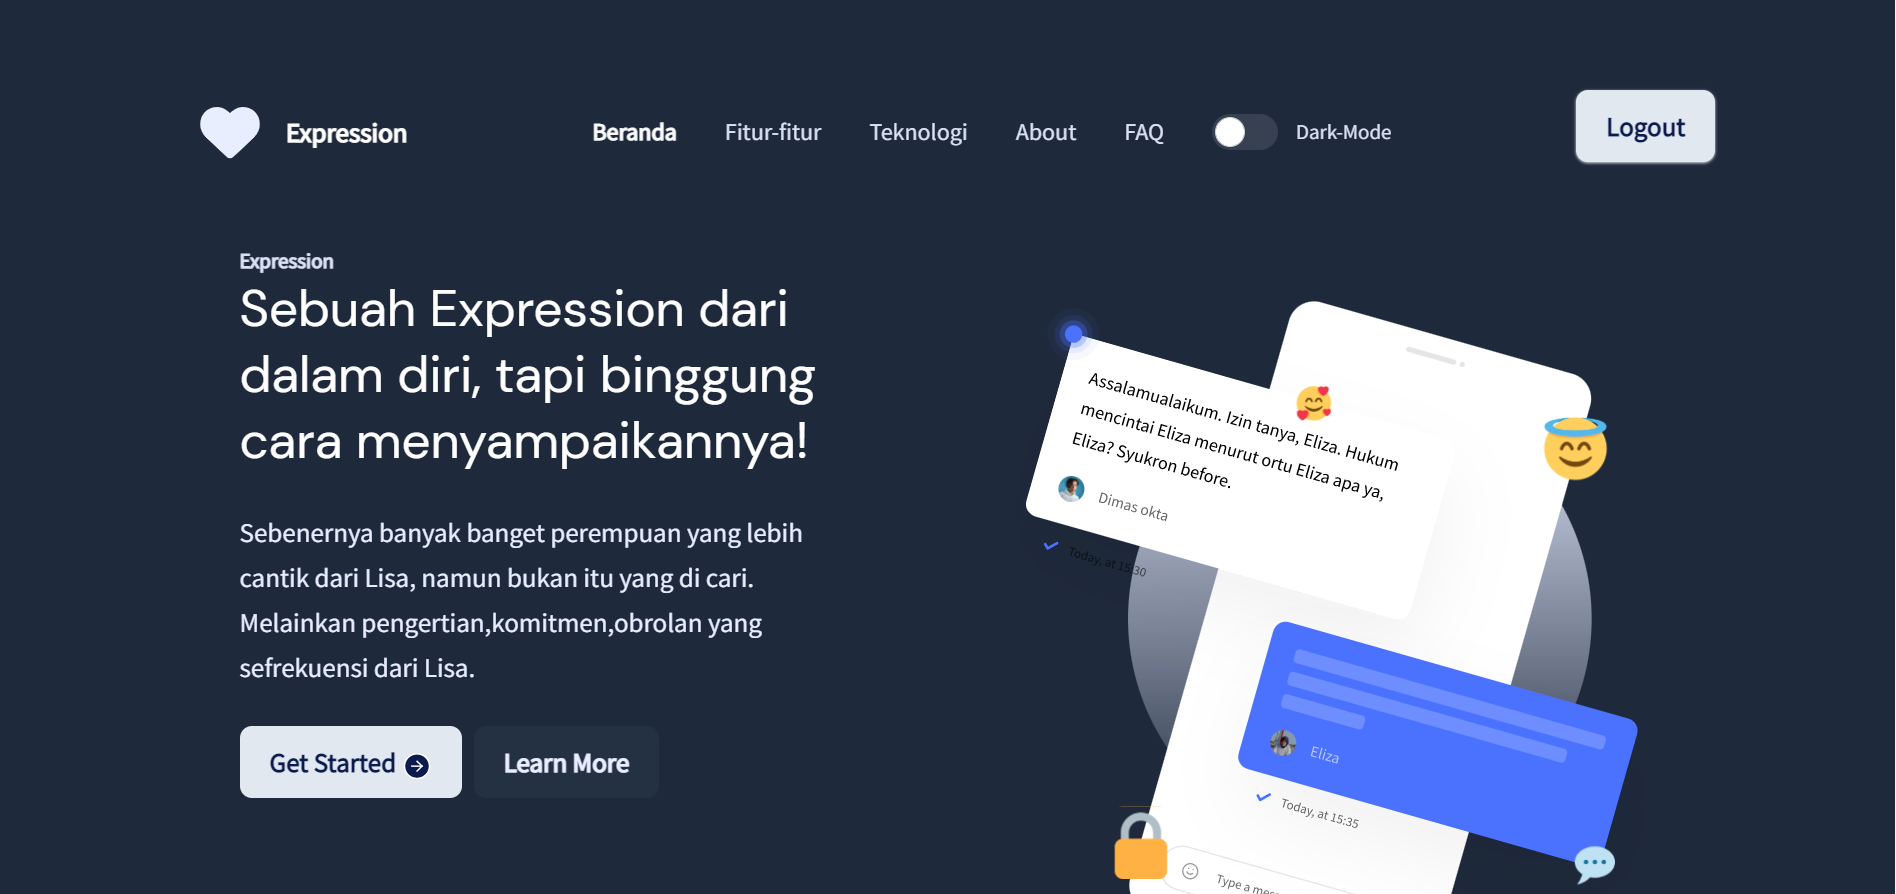 Expression
Beranda
Fitur-fitur
Teknologi
About
FAQ
Dark-Mode
Logout
Expression
Sebuah Expression dari
dalam diri, tapi binggung
cara menyampaikannya!
Sebenernya banyak banget perempuan yang lebih
cantik dari Lisa, namun bukan itu yang di cari.
Melainkan pengertian,komitmen,obrolan yang
sefrekuensi dari Lisa.
Get Started
Learn More
Assalamualaikum. Izin tanya, Eliza. Hukum
mencintai Eliza menurut ortu Eliza apa ya,
Eliza? Syukron before.
Dimas okta
Today, at 15:30
Eliza
Today, at 15:35
Type a